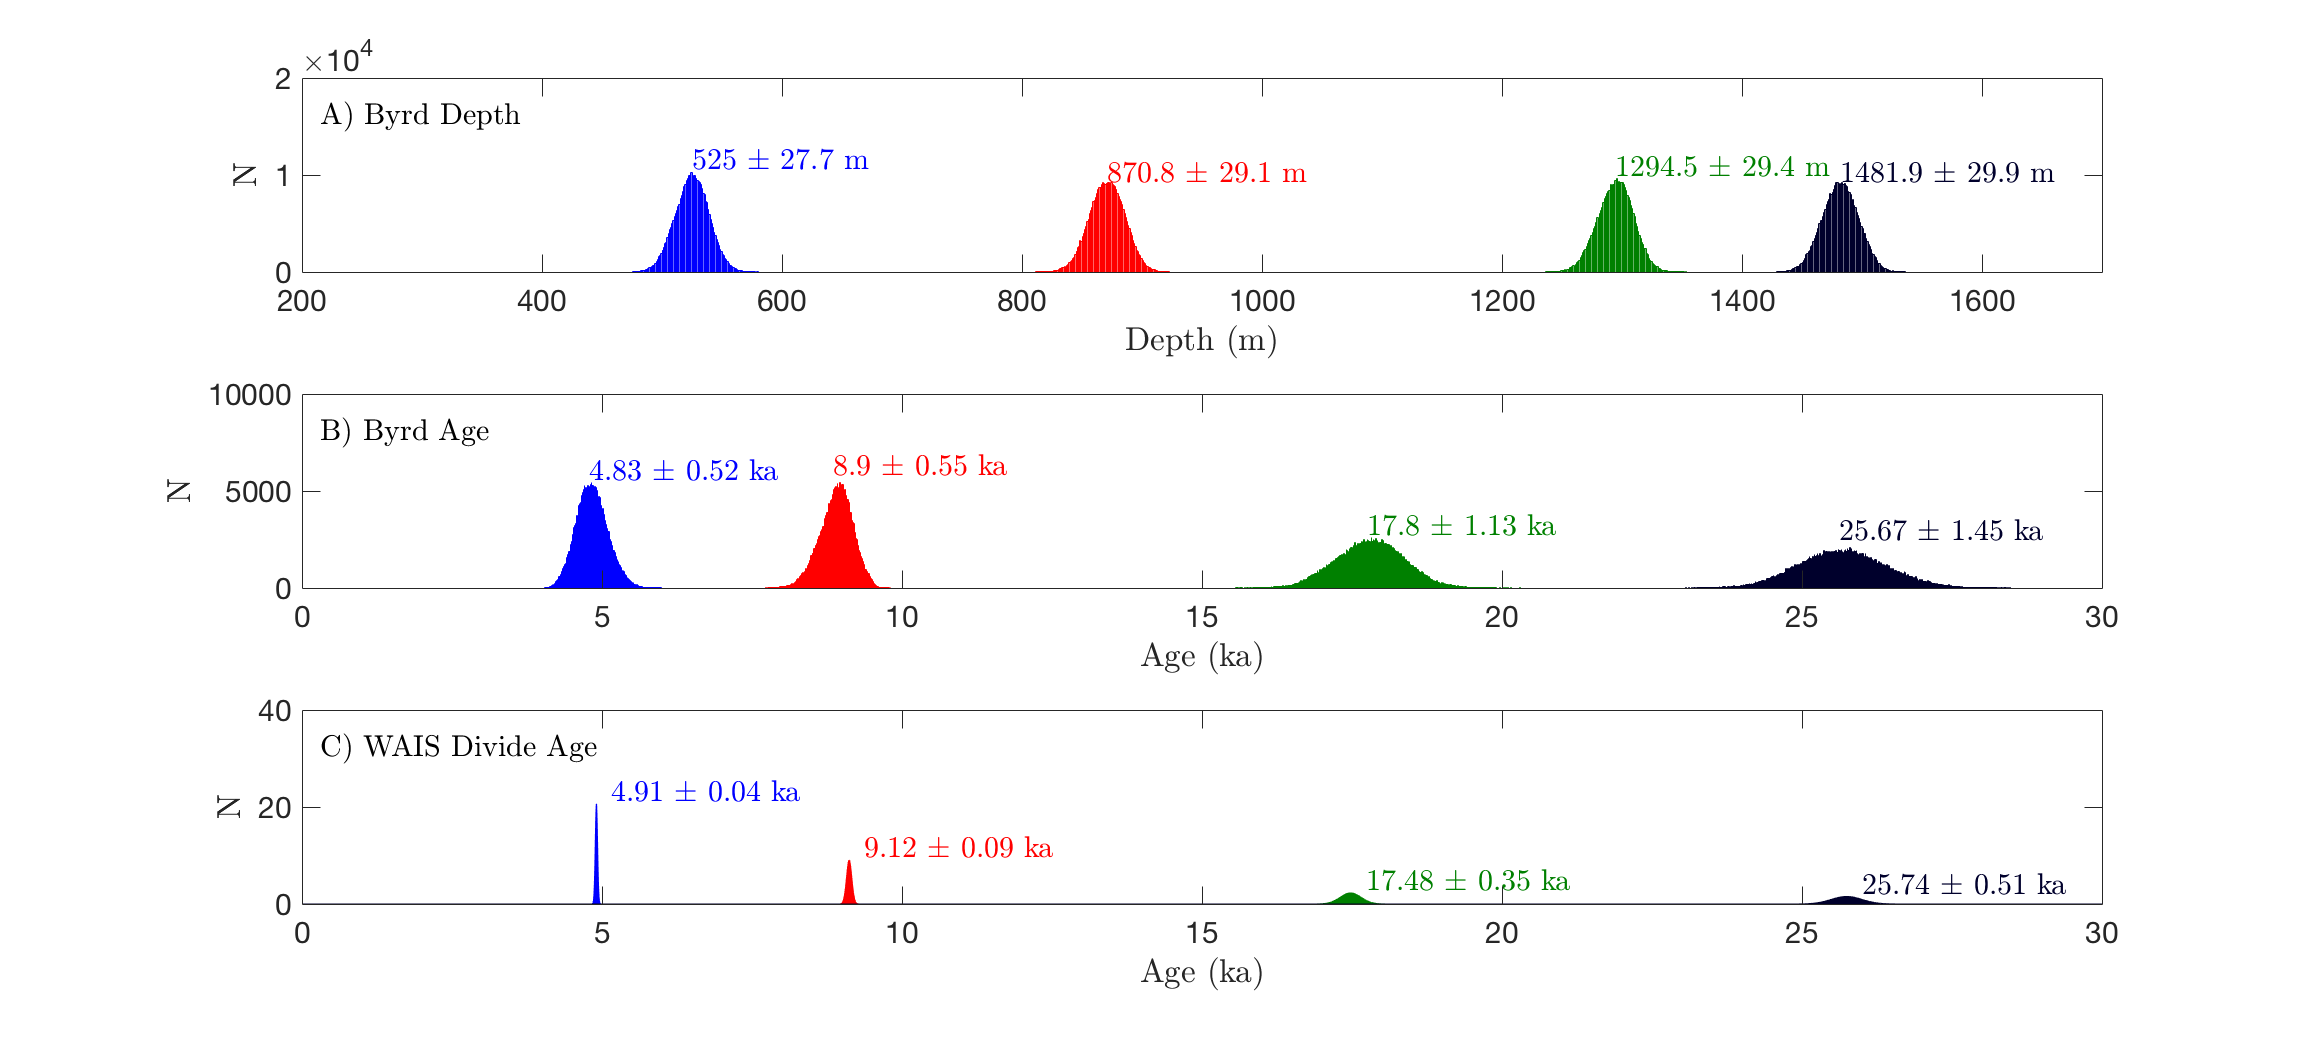 ×10⁴
2
A) Byrd Depth
525 ± 27.7 m
870.8 ± 29.1 m
1294.5 ± 29.4 m
1481.9 ± 29.9 m
N
1
0
200 400 600 800 1000 1200 1400 1600
Depth (m)
10000
B) Byrd Age
4.83 ± 0.52 ka
8.9 ± 0.55 ka
17.8 ± 1.13 ka
25.67 ± 1.45 ka
N
5000
0
0 5 10 15 20 25 30
Age (ka)
40
C) WAIS Divide Age
4.91 ± 0.04 ka
9.12 ± 0.09 ka
17.48 ± 0.35 ka
25.74 ± 0.51 ka
N
20
0
0 5 10 15 20 25 30
Age (ka)